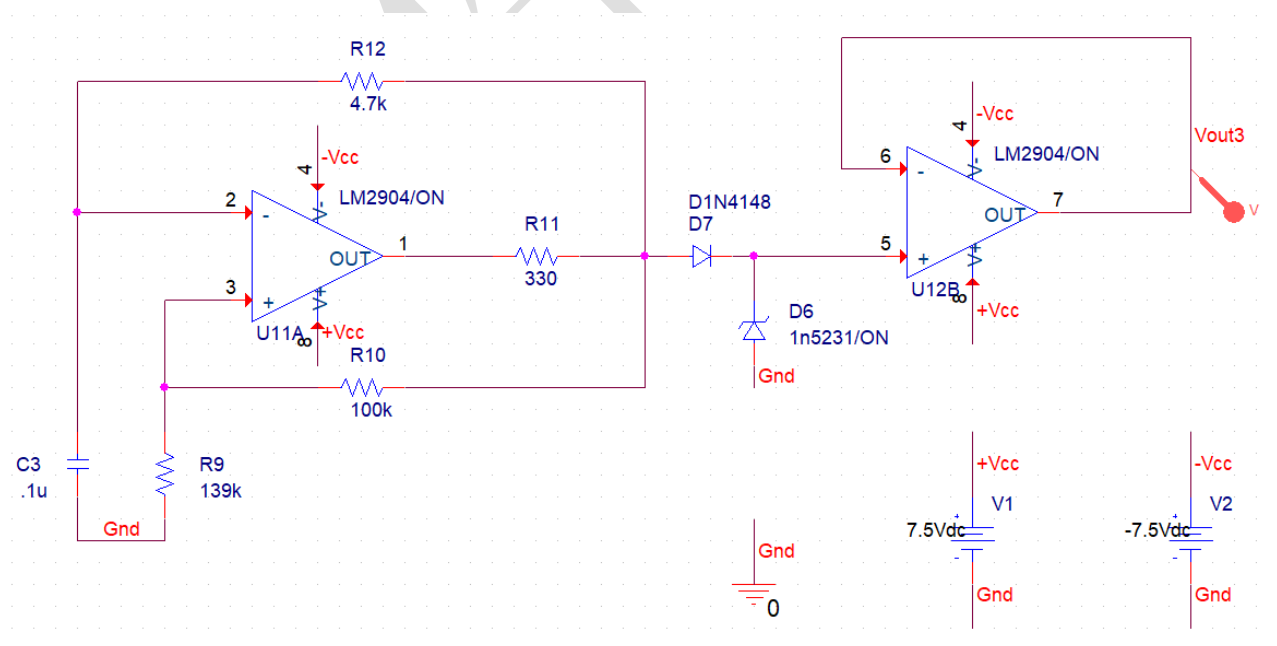 R12
4.7k
-Vcc
4
V-
LM2904/ON
2
-
OUT
1
3
+
V+
U11A
8
+Vcc
R11
330
R10
100k
C3
.1u
R9
139k
Gnd
D1N4148
D7
D6
1n5231/ON
Gnd
-Vcc
4
V-
LM2904/ON
6
-
OUT
7
5
+
V+
U12B
8
+Vcc
Vout3
V
Gnd
0
+Vcc
V1
+
7.5Vdc
-
Gnd
-Vcc
V2
+
-7.5Vdc
-
Gnd